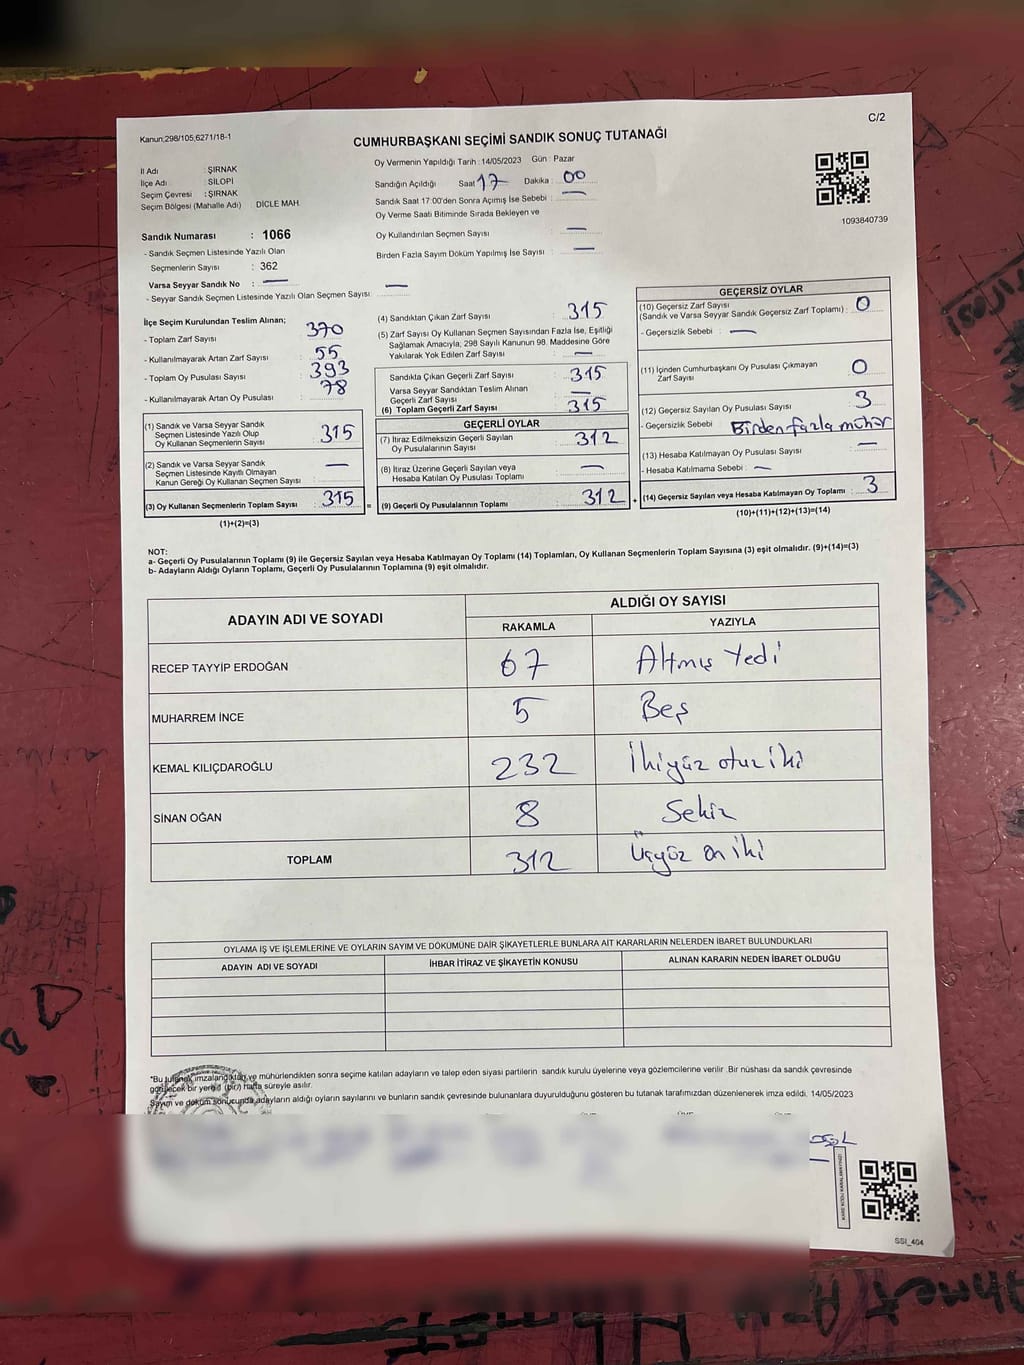 Kanun:298/105;6271/18-1
C/2
CUMHURBAŞKANI SEÇİMİ SANDIK SONUÇ TUTANAĞI
İl Adı : ŞIRNAK
İlçe Adı : SİLOPİ
Seçim Çevresi : ŞIRNAK
Seçim Bölgesi (Mahalle Adı) DİCLE MAH.
Oy Vermenin Yapıldığı Tarih : 14/05/2023 Gün : Pazar
Sandığın Açıldığı Saat 17 Dakika : 00
Sandık Saat 17:00'den Sonra Açımış İse Sebebi : —
Oy Verme Saati Bitiminde Sırada Bekleyen ve
Oy Kullandırılan Seçmen Sayısı : —
Birden Fazla Sayım Döküm Yapılmış İse Sayısı : —
1093840739
Sandık Numarası : 1066
- Sandık Seçmen Listesinde Yazılı Olan
Seçmenlerin Sayısı : 362
Varsa Seyyar Sandık No : —
- Seyyar Sandık Seçmen Listesinde Yazılı Olan Seçmen Sayısı: —
İlçe Seçim Kurulundan Teslim Alınan;
- Toplam Zarf Sayısı : 370
- Kullanılmayarak Artan Zarf Sayısı : 55
- Toplam Oy Pusulası Sayısı : 393
- Kullanılmayarak Artan Oy Pusulası : 78
(1) Sandık ve Varsa Seyyar Sandık
Seçmen Listesinde Yazılı Olup
Oy Kullanan Seçmenlerin Sayısı : 315
(2) Sandık ve Varsa Seyyar Sandık
Seçmen Listesinde Kayıtlı Olmayan
Kanun Gereği Oy Kullanan Seçmen Sayısı : —
(3) Oy Kullanan Seçmenlerin Toplam Sayısı : 315
(1)+(2)=(3)
(4) Sandıktan Çıkan Zarf Sayısı : 315
(5) Zarf Sayısı Oy Kullanan Seçmen Sayısından Fazla İse, Eşitliği
Sağlamak Amacıyla; 298 Sayılı Kanunun 98. Maddesine Göre
Yakılarak Yok Edilen Zarf Sayısı : —
Sandıkta Çıkan Geçerli Zarf Sayısı : 315
Varsa Seyyar Sandıktan Teslim Alınan
Geçerli Zarf Sayısı : —
(6) Toplam Geçerli Zarf Sayısı : 315
GEÇERLİ OYLAR
(7) İtiraz Edilmeksizin Geçerli Sayılan
Oy Pusulasının Sayısı : 312
(8) İtiraz Üzerine Geçerli Sayılan veya
Hesaba Katılan Oy Pusulası Toplamı : —
= (9) Geçerli Oy Pusulalarının Toplamı : 312
GEÇERSİZ OYLAR
(10) Geçersiz Zarf Sayısı
(Sandık ve Varsa Seyyar Sandık Geçersiz Zarf Toplamı) : 0
- Geçersizlik Sebebi : —
(11) İçinden Cumhurbaşkanı Oy Pusulası Çıkmayan
Zarf Sayısı : 0
(12) Geçersiz Sayılan Oy Pusulası Sayısı : 3
- Geçersizlik Sebebi : Birden fazla mühür
(13) Hesaba Katılmayan Oy Pusulası Sayısı : —
- Hesaba Katılmama Sebebi : —
+ (14) Geçersiz Sayılan veya Hesaba Katılmayan Oy Toplamı : 3
(10)+(11)+(12)+(13)=(14)
NOT:
a- Geçerli Oy Pusulalarının Toplamı (9) ile Geçersiz Sayılan veya Hesaba Katılmayan Oy Toplamı (14) Toplamları, Oy Kullanan Seçmenlerin Toplam Sayısına (3) eşit olmalıdır. (9)+(14)=(3)
b- Adayların Aldığı Oyların Toplamı, Geçerli Oy Pusulalarının Toplamına (9) eşit olmalıdır.
ADAYIN ADI VE SOYADI ALDIĞI OY SAYISI
RAKAMLA YAZIYLA
RECEP TAYYİP ERDOĞAN 67 Altmış Yedi
MUHARREM İNCE 5 Beş
KEMAL KILIÇDAROĞLU 232 İkiyüz otuz iki
SİNAN OĞAN 8 Sekiz
TOPLAM 312 Üçyüz on iki
OYLAMA İŞ VE İŞLEMLERİNE VE OYLARIN SAYIM VE DÖKÜMÜNE DAİR ŞİKAYETLERLE BUNLARA AİT KARARLARIN NELERDEN İBARET BULUNDUKLARI
ADAYIN ADI VE SOYADI İHBAR İTİRAZ VE ŞİKAYETİN KONUSU ALINAN KARARIN NEDEN İBARET OLDUĞU
*Bu tutanak imzalandıktan ve mühürlendikten sonra seçime katılan adayların ve talep eden siyasi partilerin sandık kurulu üyelerine veya gözlemcilerine verilir .Bir nüshası da sandık çevresinde
görülecek bir yere 1 (bir) hafta süreyle asılır.
Sayım ve döküm sonucunda adayların aldığı oyların sayılarını ve bunların sandık çevresinde bulunanlara duyurulduğunu gösteren bu tutanak tarafımızdan düzenlenerek imza edildi. 14/05/2023
SSI_404
Ahmet